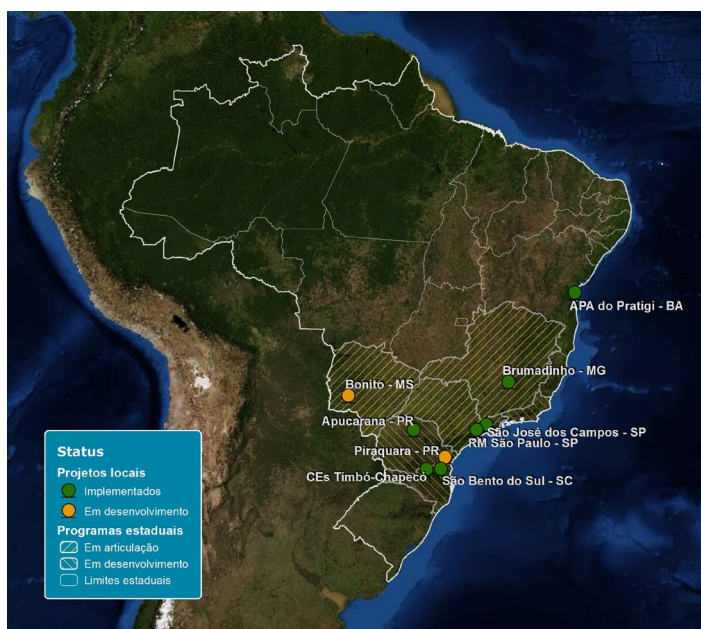 APA do Pratigi - BA
Brumadinho - MG
Bonito - MS
Apucarana - PR
São José dos Campos - SP
RM São Paulo - SP
Piraquara - PR
CEs Timbó-Chapecó
São Bento do Sul - SC
Status
Projetos locais
Implementados
Em desenvolvimento
Programas estaduais
Em articulação
Em desenvolvimento
Limites estaduais